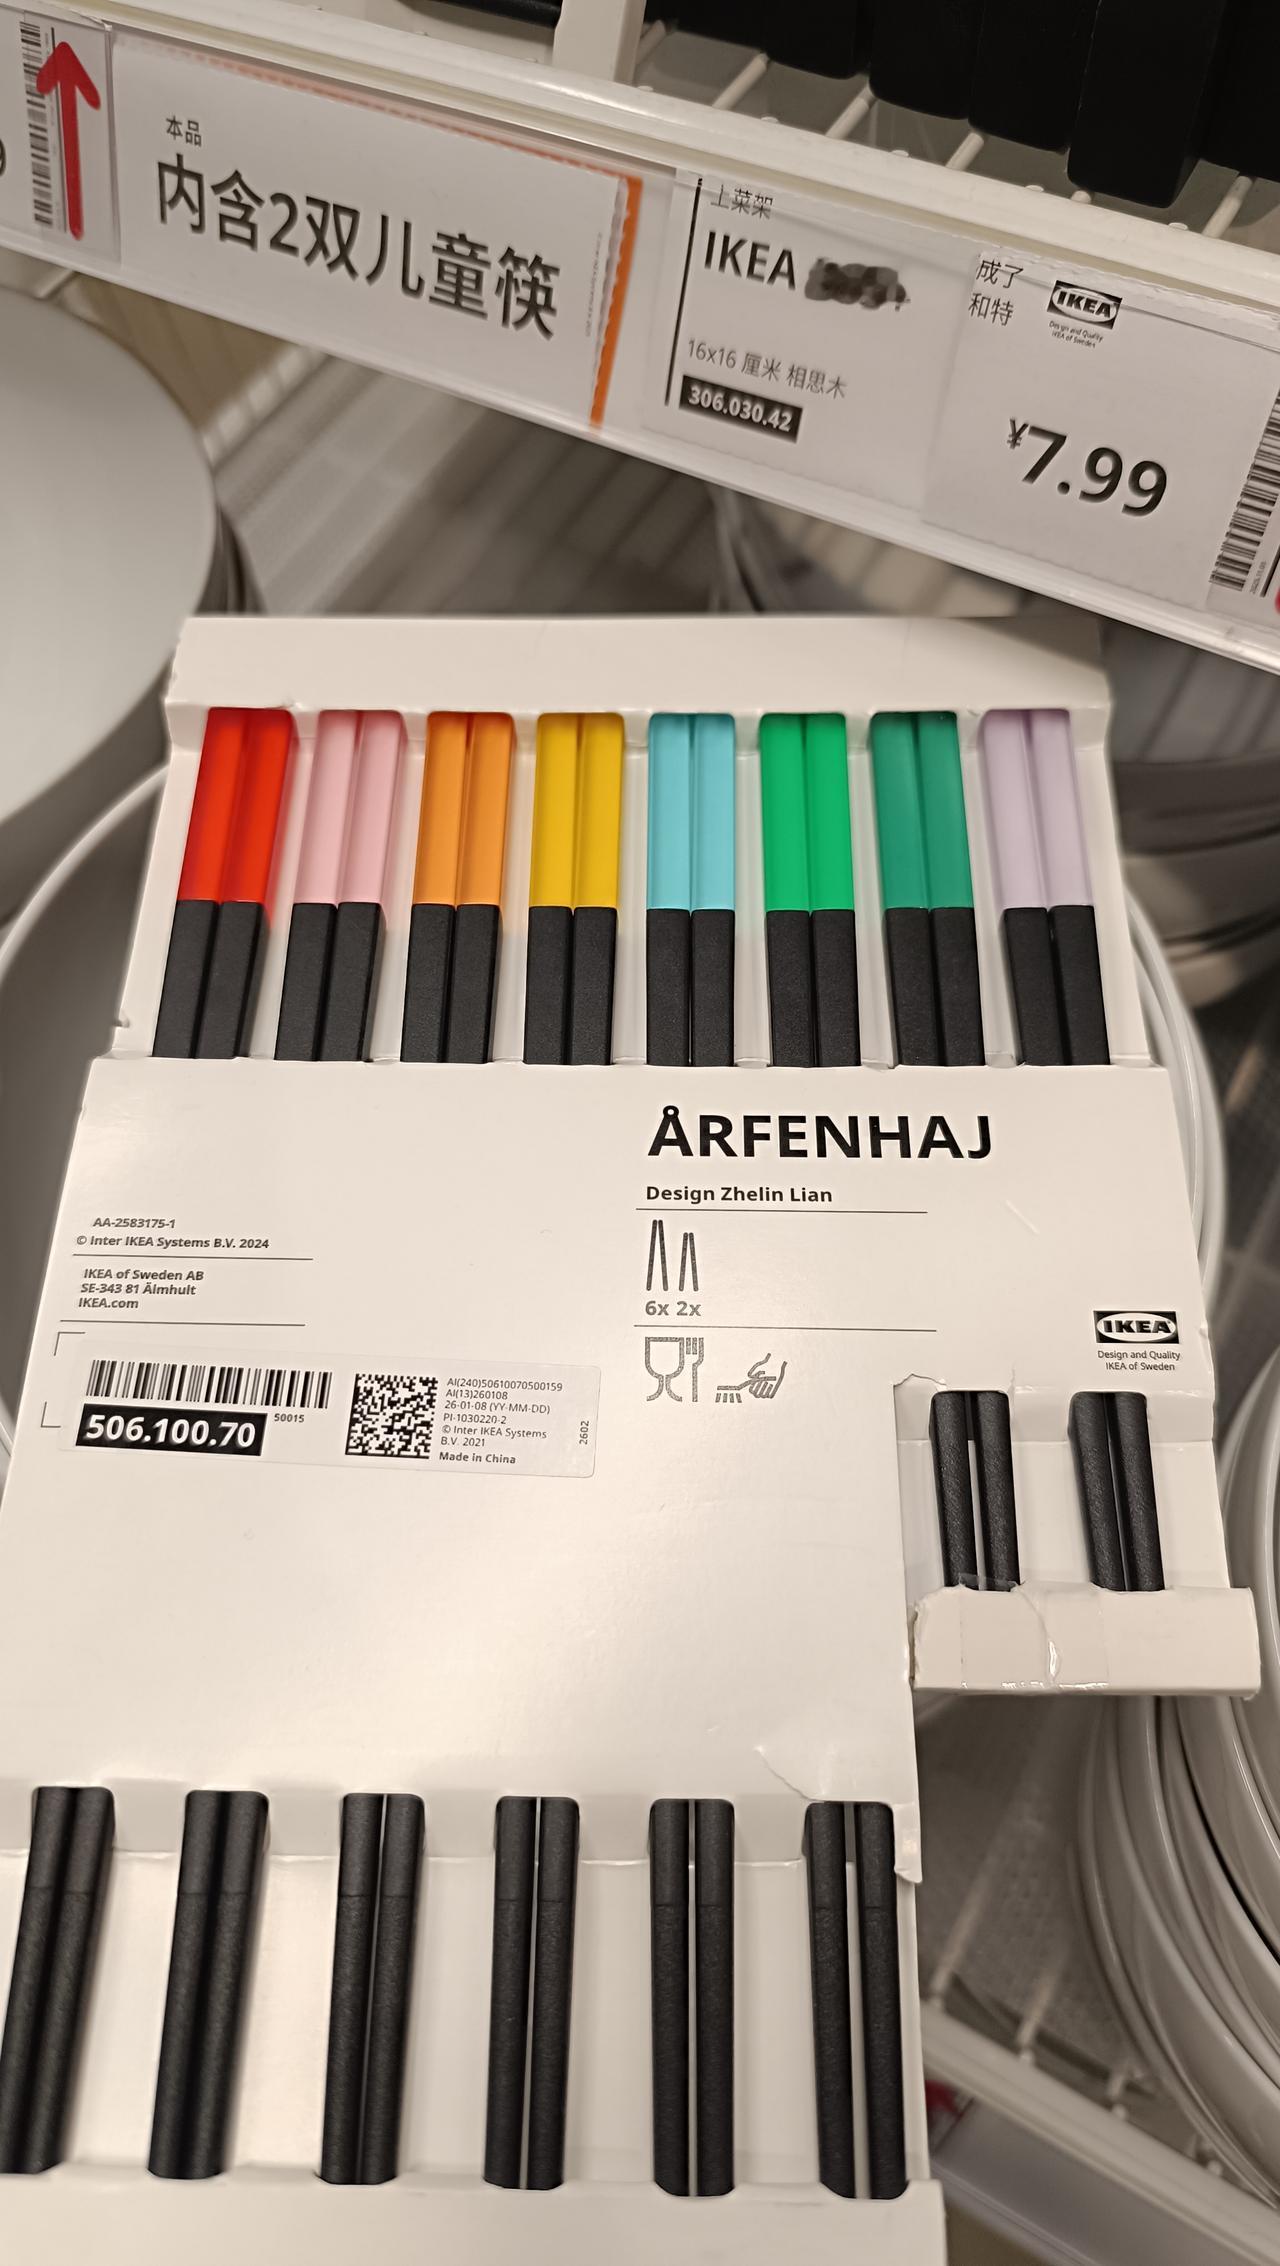 本品
内含2双儿童筷
上菜架
IKEA
16x16 厘米 相思木
306.030.42
成了
和特
IKEA
Design and Quality
IKEA of Sweden
¥7.99
ÅRFENHAJ
Design Zhelin Lian
6x 2x
AA-2583175-1
© Inter IKEA Systems B.V. 2024
IKEA of Sweden AB
SE-343 81 Älmhult
IKEA.com
50015
506.100.70
AI(240)50610070500159
AI(13)260108
26-01-08 (YY-MM-DD)
PI-1030220-2
© Inter IKEA Systems
B.V. 2021
Made in China
2602
IKEA
Design and Quality
IKEA of Sweden